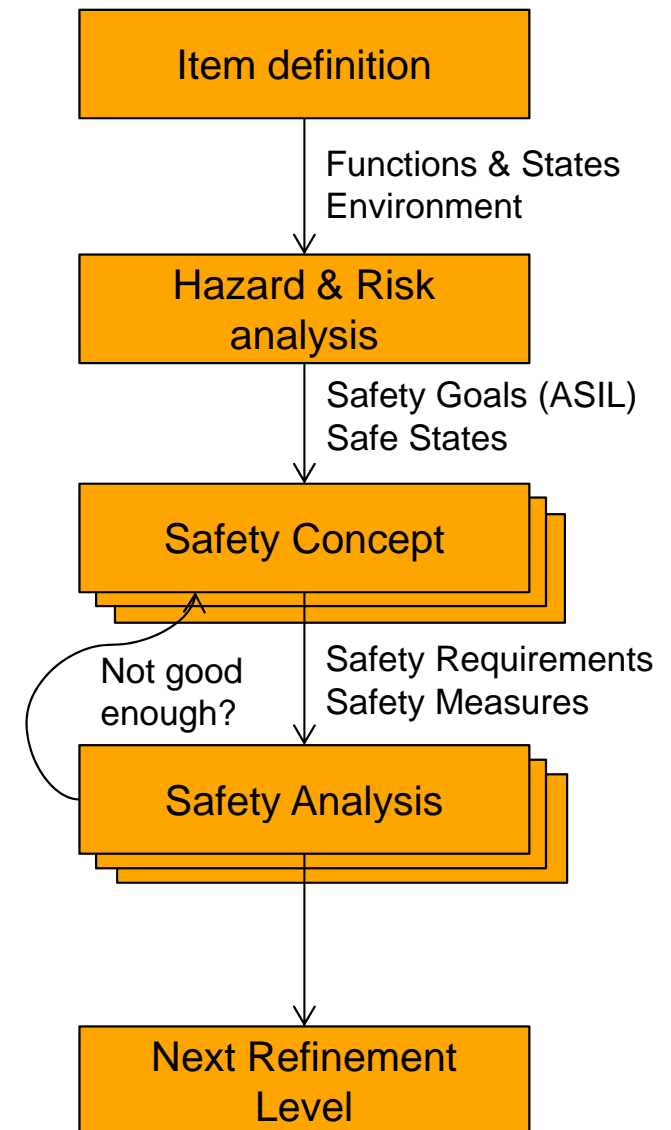 Item definition
Functions & States
Environment
Hazard & Risk
analysis
Safety Goals (ASIL)
Safe States
Safety Concept
Not good
enough?
Safety Requirements
Safety Measures
Safety Analysis
Next Refinement
Level